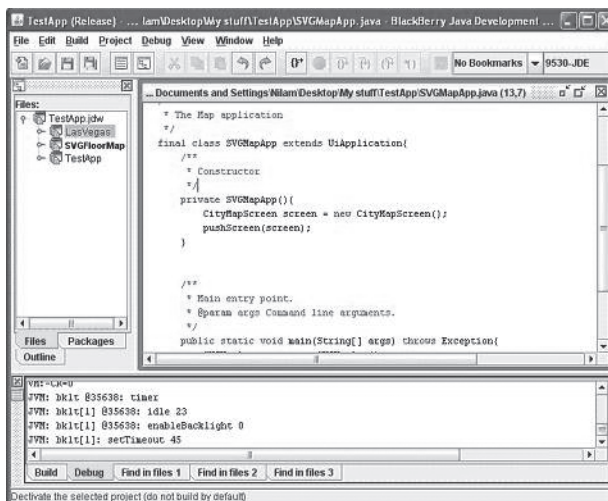 TestApp (Release) - ... lam\Desktop\My stuff\TestApp\SVGMapApp.java - BlackBerry Java Development ...
File Edit Build Project Debug View Window Help
No Bookmarks 9530-JDE
Files:
TestApp.jdw
LasVegas
SVGFloorMap
TestApp
Files Packages
Outline
... Documents and Settings\Nilam\Desktop\My stuff\TestApp\SVGMapApp.java (13,7)
* The Map application
*/
final class SVGMapApp extends UiApplication{
/**
* Constructor
*/
private SVGMapApp(){
CityMapScreen screen = new CityMapScreen();
pushScreen(screen);
}
/**
* Main entry point.
* @param args Command line arguments.
*/
public static void main(String[] args) throws Exception{
JVM: bklt @35638: timer
JVM: bklt[1] @35638: idle 23
JVM: bklt[1] @35638: enableBacklight 0
JVM: bklt[1]: setTimeout 45
Build Debug Find in files 1 Find in files 2 Find in files 3
Dectivate the selected project (do not build by default)